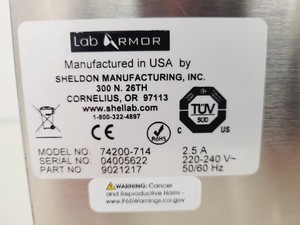 Lab ARMOR
Manufactured in USA by
SHELDON MANUFACTURING, INC.
300 N. 26TH
CORNELIUS, OR 97113
www.shellab.com
1-800-322-4897
TÜV
SÜD
C US
MODEL NO: 74200-714 2.5 A
SERIAL NO: 04005622 220-240 V~
PART NO: 9021217 50/60 Hz
WARNING: Cancer
and Reproductive Harm -
www.P65Warnings.ca.gov